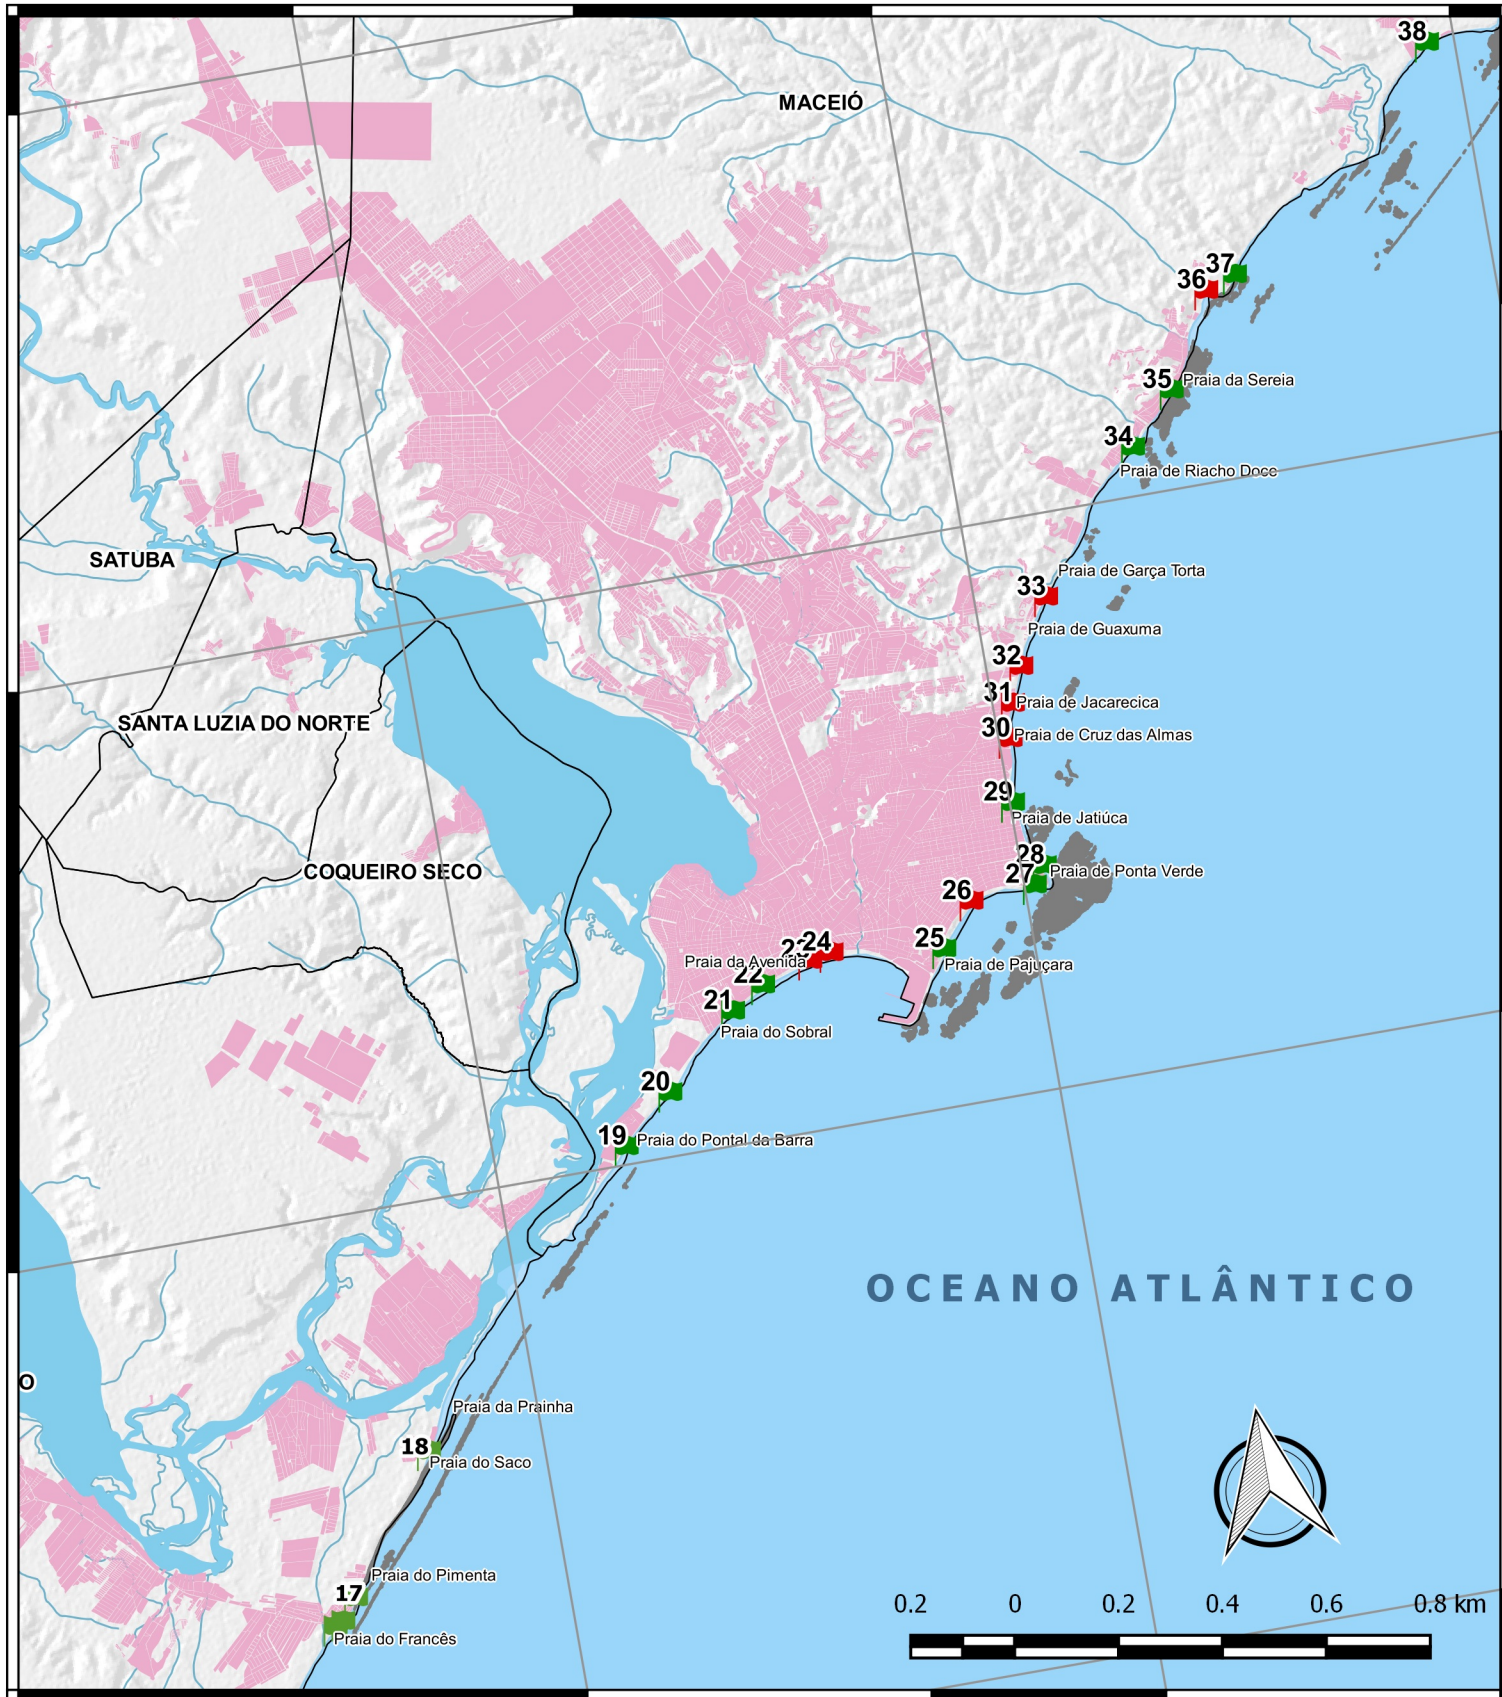 38
MACEIÓ
37
36
35
Praia da Sereia
34
Praia de Riacho Doce
SATUBA
Praia de Garça Torta
33
Praia de Guaxuma
32
31
Praia de Jacarecica
SANTA LUZIA DO NORTE
30
Praia de Cruz das Almas
29
Praia de Jatiúca
28
COQUEIRO SECO
27
Praia de Ponta Verde
26
25
Praia de Pajuçara
23
24
Praia da Avenida
22
21
Praia do Sobral
20
19
Praia do Pontal da Barra
OCEANO ATLÂNTICO
O
Praia da Prainha
18
Praia do Saco
Praia do Pimenta
17
Praia do Francês
0.2 0 0.2 0.4 0.6 0.8 km